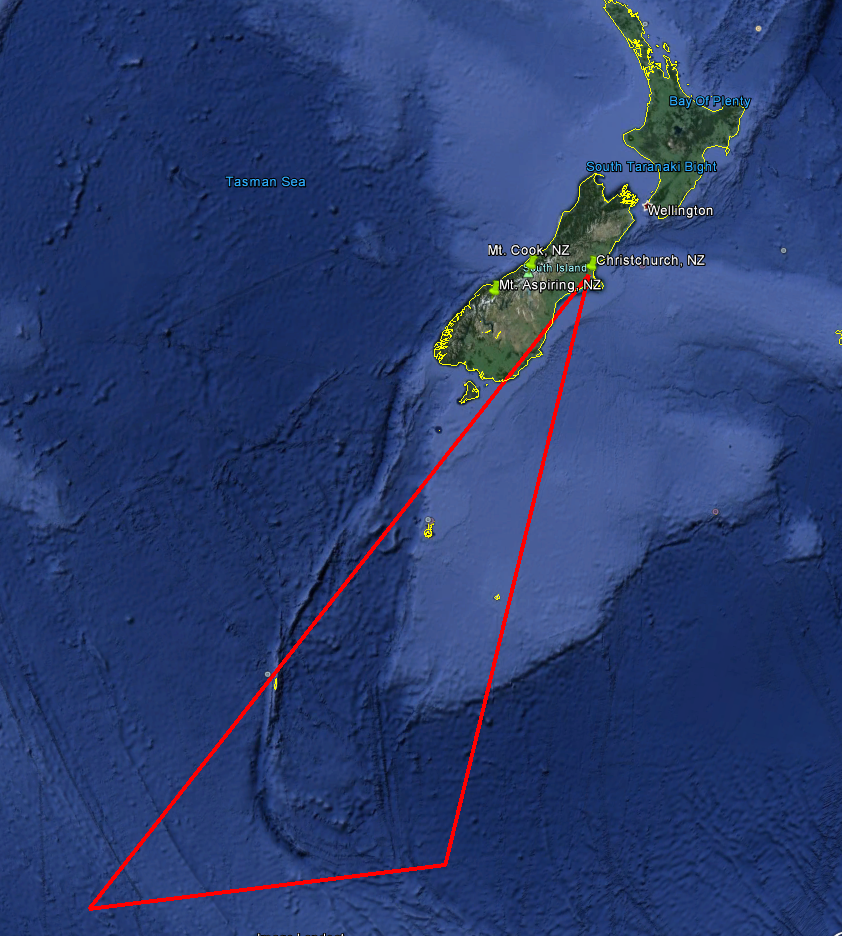 Bay Of Plenty
South Taranaki Bight
Tasman Sea
Wellington
Mt. Cook, NZ
Christchurch, NZ
South Island
Mt. Aspiring, NZ